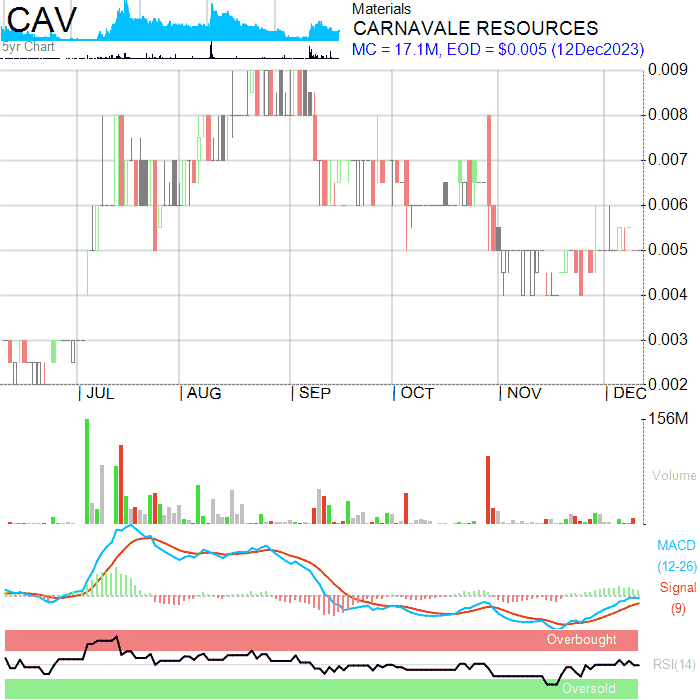 CAV
5yr Chart
Materials
CARNAVALE RESOURCES
MC = 17.1M, EOD = $0.005 (12Dec2023)
0.009
0.008
0.007
0.006
0.005
0.004
0.003
0.002
JUL AUG SEP OCT NOV DEC
156M
Volume
MACD
(12-26)
Signal
(9)
Overbought
RSI(14)
Oversold